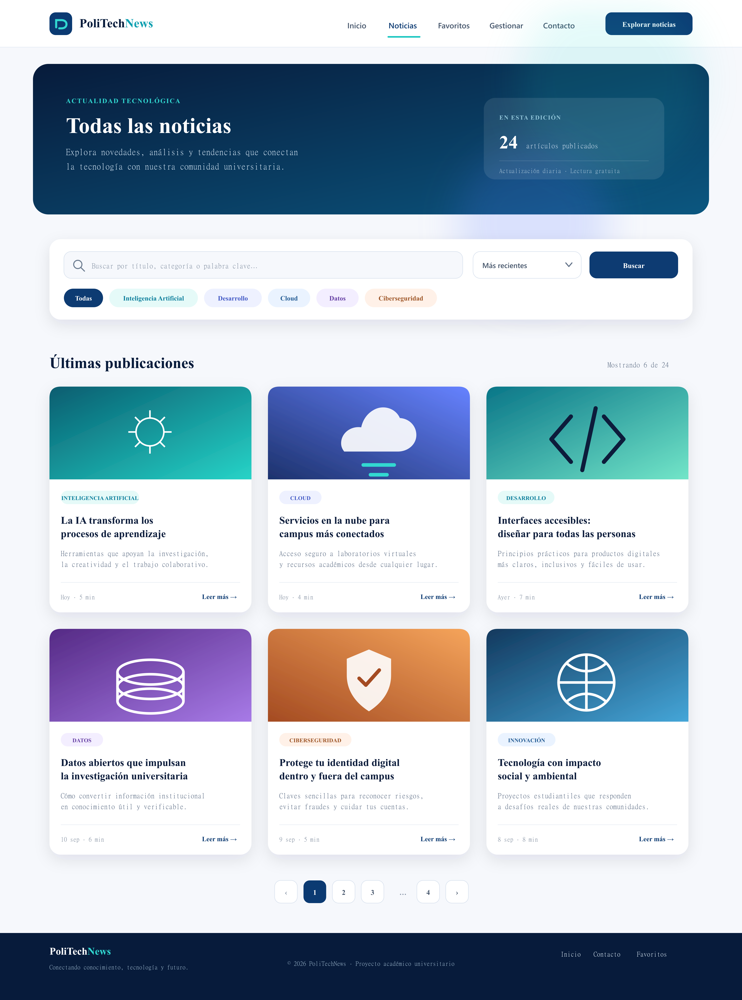 PoliTechNews
Inicio Noticias Favoritos Gestionar Contacto Explorar noticias
ACTUALIDAD TECNOLÓGICA
Todas las noticias
Explora novedades, análisis y tendencias que conectan
la tecnología con nuestra comunidad universitaria.
EN ESTA EDICIÓN
24 artículos publicados
Actualización diaria · Lectura gratuita
Buscar por título, categoría o palabra clave...
Más recientes
Buscar
Todas Inteligencia Artificial Desarrollo Cloud Datos Ciberseguridad
Últimas publicaciones
Mostrando 6 de 24
INTELIGENCIA ARTIFICIAL
La IA transforma los
procesos de aprendizaje
Herramientas que apoyan la investigación,
la creatividad y el trabajo colaborativo.
Hoy · 5 min Leer más →
CLOUD
Servicios en la nube para
campus más conectados
Acceso seguro a laboratorios virtuales
y recursos académicos desde cualquier lugar.
Hoy · 4 min Leer más →
DESARROLLO
Interfaces accesibles:
diseñar para todas las personas
Principios prácticos para productos digitales
más claros, inclusivos y fáciles de usar.
Ayer · 7 min Leer más →
DATOS
Datos abiertos que impulsan
la investigación universitaria
Cómo convertir información institucional
en conocimiento útil y verificable.
10 sep · 6 min Leer más →
CIBERSEGURIDAD
Protege tu identidad digital
dentro y fuera del campus
Claves sencillas para reconocer riesgos,
evitar fraudes y cuidar tus cuentas.
9 sep · 5 min Leer más →
INNOVACIÓN
Tecnología con impacto
social y ambiental
Proyectos estudiantiles que responden
a desafíos reales de nuestras comunidades.
8 sep · 8 min Leer más →
‹ 1 2 3 ... 4 ›
PoliTechNews
Conectando conocimiento, tecnología y futuro.
© 2026 PoliTechNews · Proyecto académico universitario
Inicio Contacto Favoritos